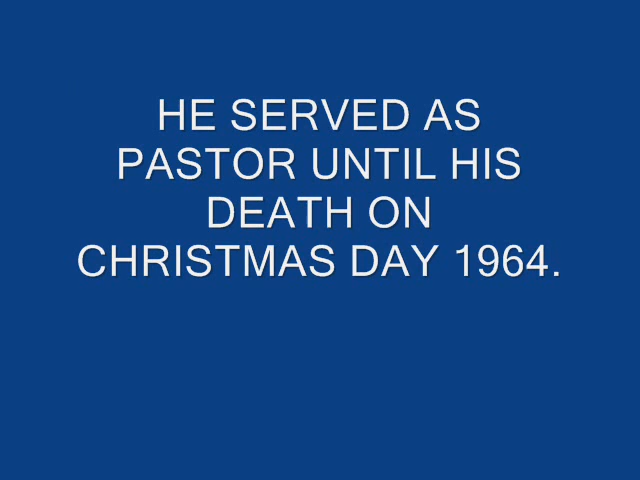 HE SERVED AS
PASTOR UNTIL HIS
DEATH ON
CHRISTMAS DAY 1964.